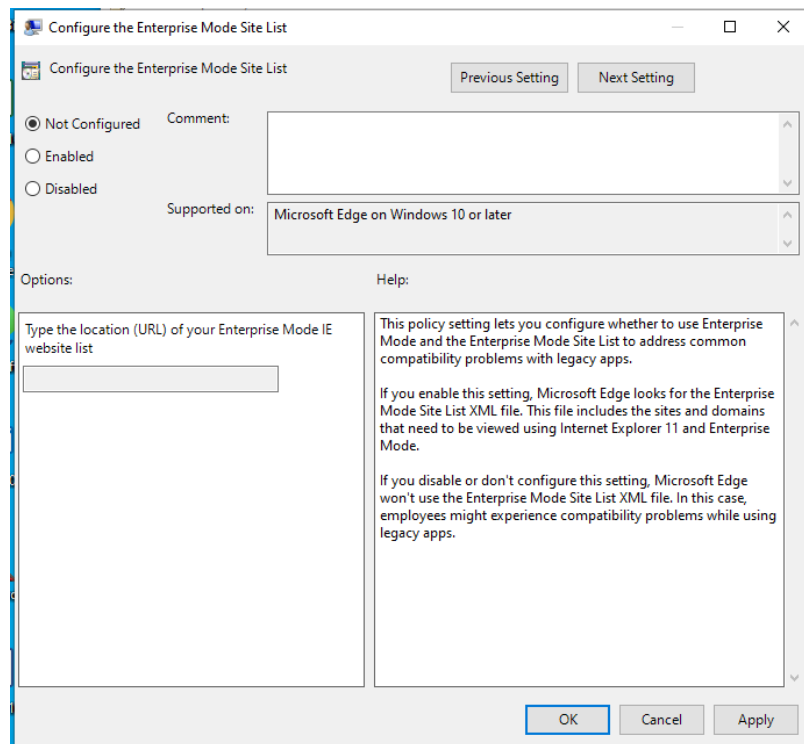 Configure the Enterprise Mode Site List
Configure the Enterprise Mode Site List
Previous Setting
Next Setting
Not Configured
Comment:
Enabled
Disabled
Supported on:
Microsoft Edge on Windows 10 or later
Options:
Help:
Type the location (URL) of your Enterprise Mode IE
website list
This policy setting lets you configure whether to use Enterprise
Mode and the Enterprise Mode Site List to address common
compatibility problems with legacy apps.
If you enable this setting, Microsoft Edge looks for the Enterprise
Mode Site List XML file. This file includes the sites and domains
that need to be viewed using Internet Explorer 11 and Enterprise
Mode.
If you disable or don't configure this setting, Microsoft Edge
won't use the Enterprise Mode Site List XML file. In this case,
employees might experience compatibility problems while using
legacy apps.
OK
Cancel
Apply